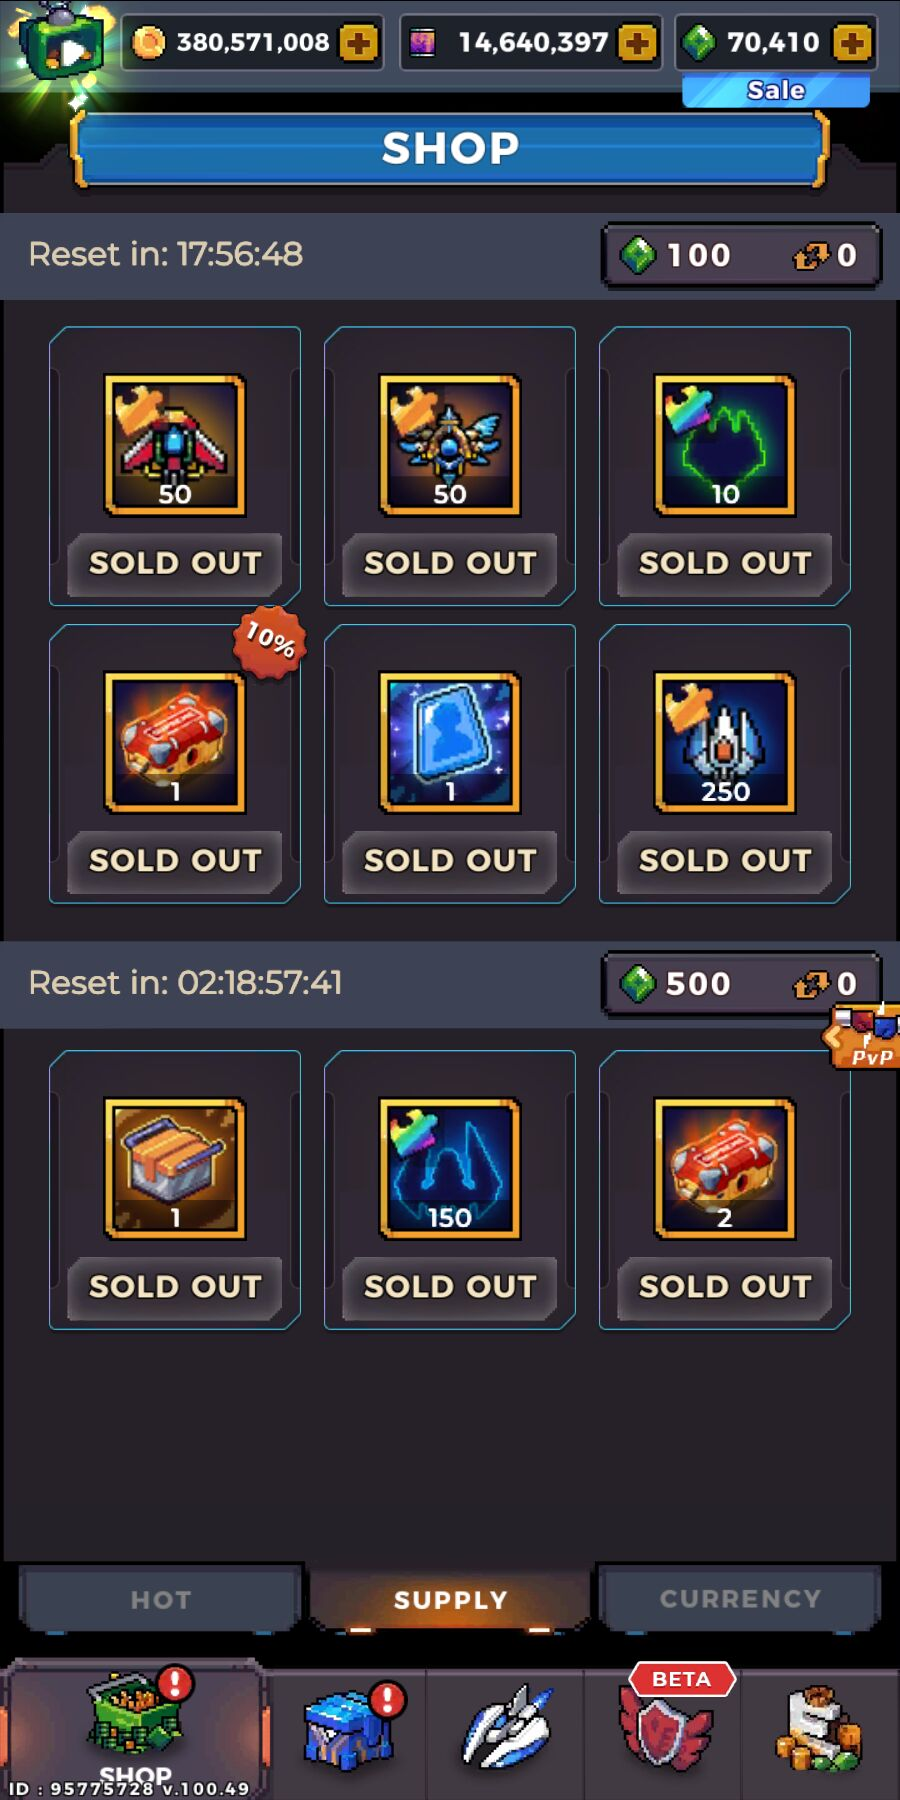 380,571,008
14,640,397
70,410
Sale
SHOP
Reset in: 17:56:48
100
0
50
50
10
SOLD OUT
SOLD OUT
SOLD OUT
10%
1
1
250
SOLD OUT
SOLD OUT
SOLD OUT
Reset in: 02:18:57:41
500
0
PvP
1
150
2
SOLD OUT
SOLD OUT
SOLD OUT
HOT
SUPPLY
CURRENCY
!
!
BETA
SHOP
ID : 95775728 v.100.49